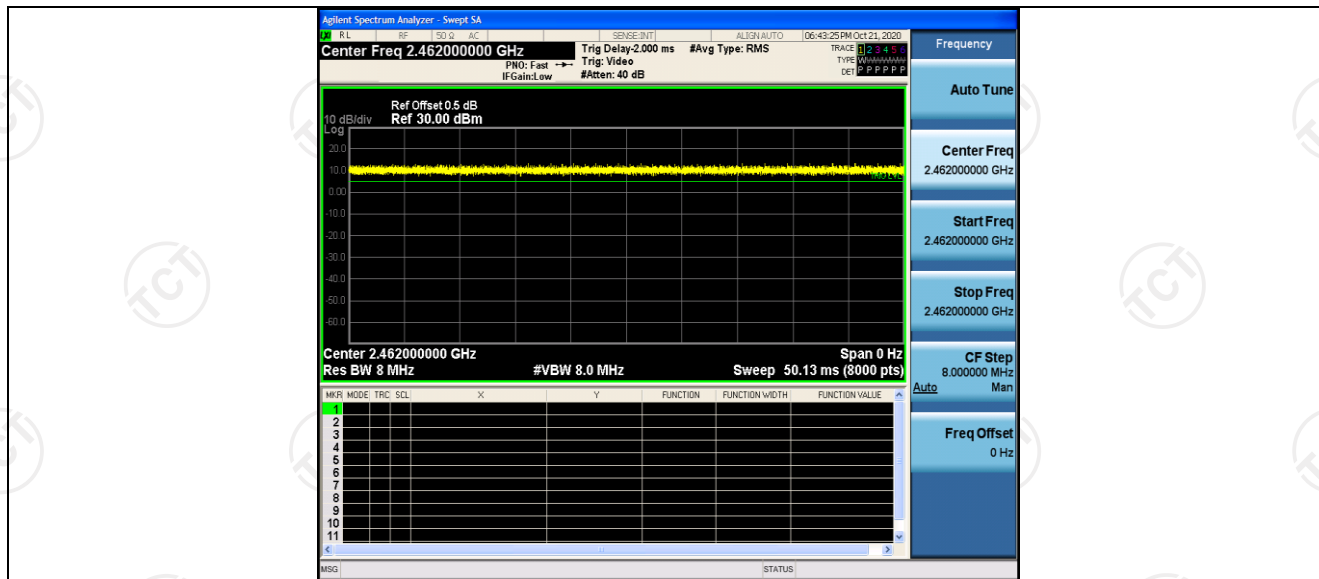 Agilent Spectrum Analyzer - Swept SA
RL RF 50 Ω AC SENSE:INT ALIGN AUTO 06:43:25 PM Oct 21, 2020
Center Freq 2.462000000 GHz
Trig Delay-2.000 ms #Avg Type: RMS
TRACE 1 2 3 4 5 6
PNO: Fast
Trig: Video
TYPE WWWWWW
IFGain:Low
#Atten: 40 dB
DET P P P P P P
Ref Offset 0.5 dB
10 dB/div Ref 30.00 dBm
Log
20.0
10.0
0.00
-10.0
-20.0
-30.0
-40.0
-50.0
-60.0
Center 2.462000000 GHz Span 0 Hz
Res BW 8 MHz #VBW 8.0 MHz Sweep 50.13 ms (8000 pts)
MKR MODE TRC SCL X Y FUNCTION FUNCTION WIDTH FUNCTION VALUE
1
2
3
4
5
6
7
8
9
10
11
MSG STATUS
Frequency
Auto Tune
Center Freq
2.462000000 GHz
Start Freq
2.462000000 GHz
Stop Freq
2.462000000 GHz
CF Step
8.000000 MHz
Auto Man
Freq Offset
0 Hz
TCT
TCT